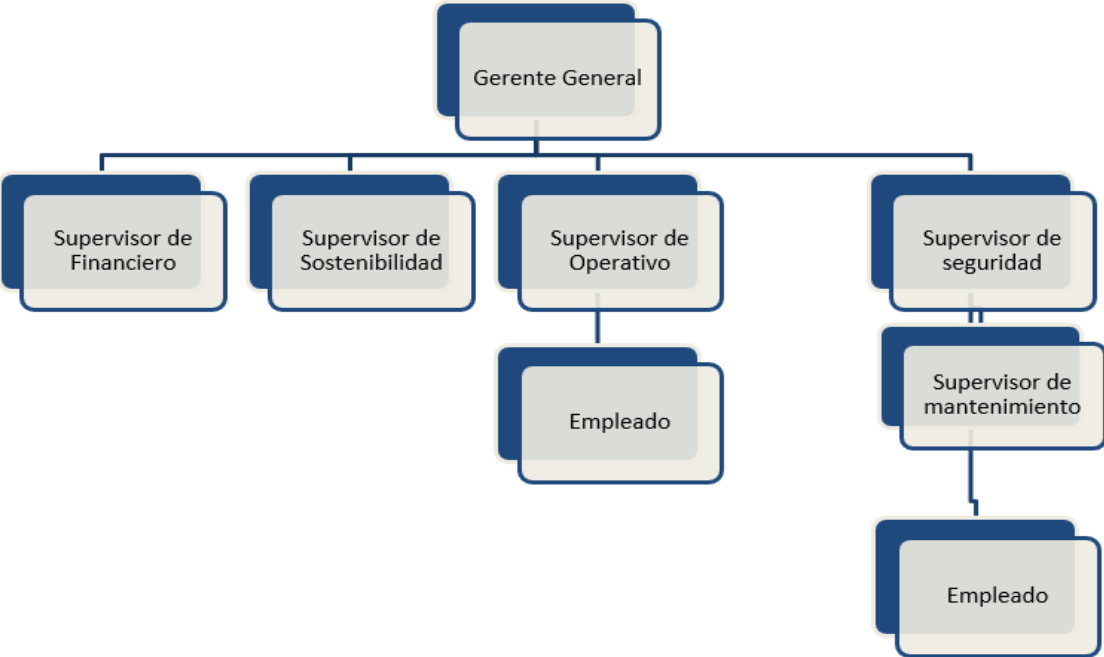 Gerente General
Supervisor de
Financiero
Supervisor de
Sostenibilidad
Supervisor de
Operativo
Supervisor de
seguridad
Empleado
Supervisor de
mantenimiento
Empleado